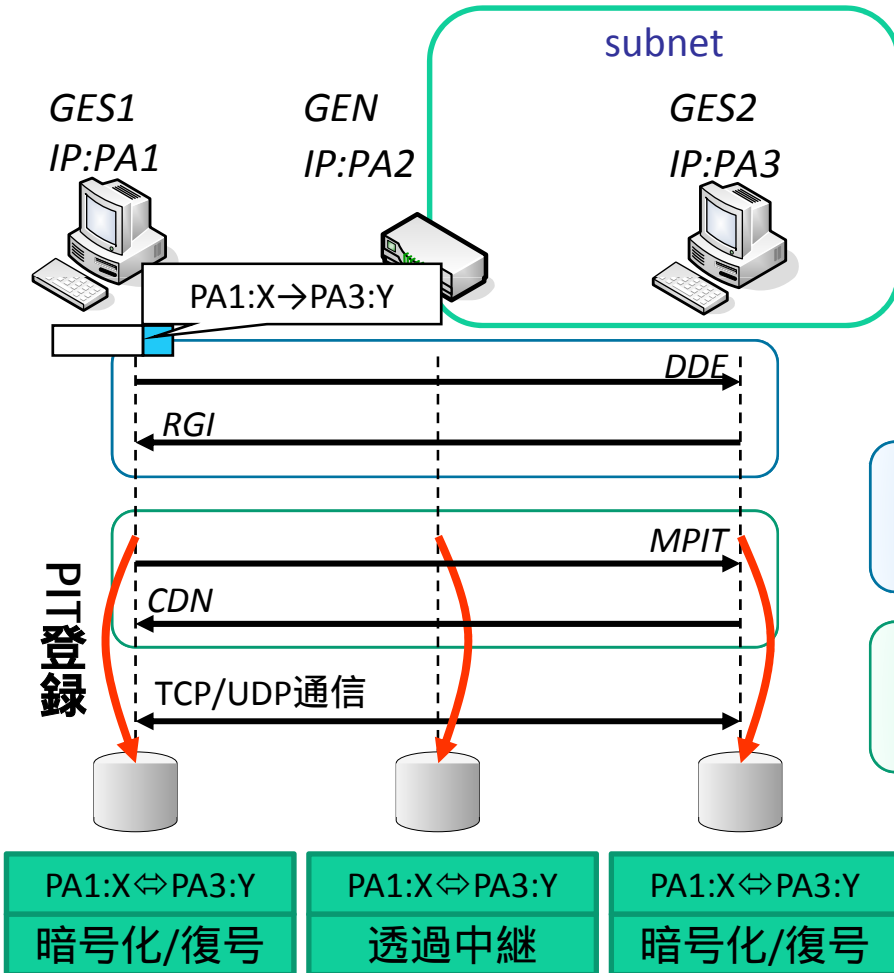 subnet
GES1
IP:PA1
GEN
IP:PA2
GES2
IP:PA3
PA1:X→PA3:Y
DDE
RGI
MPIT
CDN
PIT登録
TCP/UDP通信
PA1:X⇔PA3:Y
PA1:X⇔PA3:Y
PA1:X⇔PA3:Y
暗号化/復号
透過中継
暗号化/復号